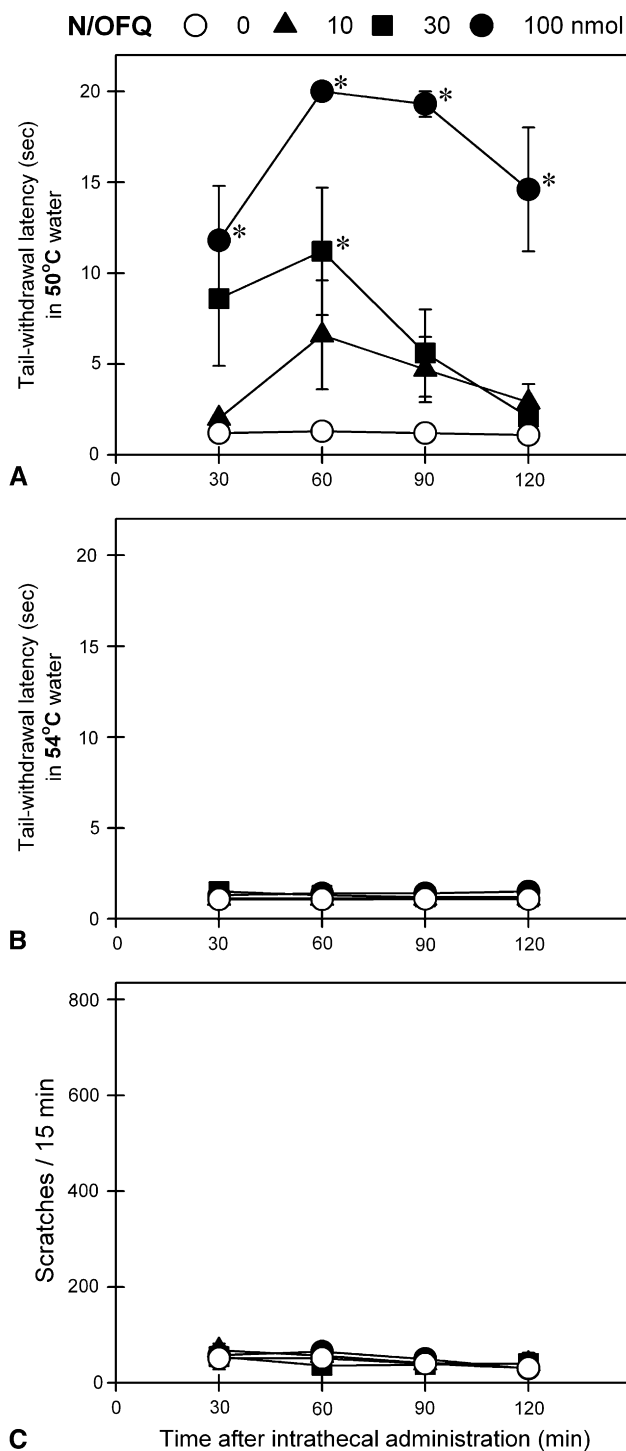 N/OFQ 0 10 30 100 nmol
Tail-withdrawal latency (sec)
in 50°C water
20
15
10
5
0
* * * * *
A
0 30 60 90 120
Tail-withdrawal latency (sec)
in 54°C water
20
15
10
5
0
B
0 30 60 90 120
Scratches / 15 min
800
600
400
200
0
0 30 60 90 120
C
Time after intrathecal administration (min)